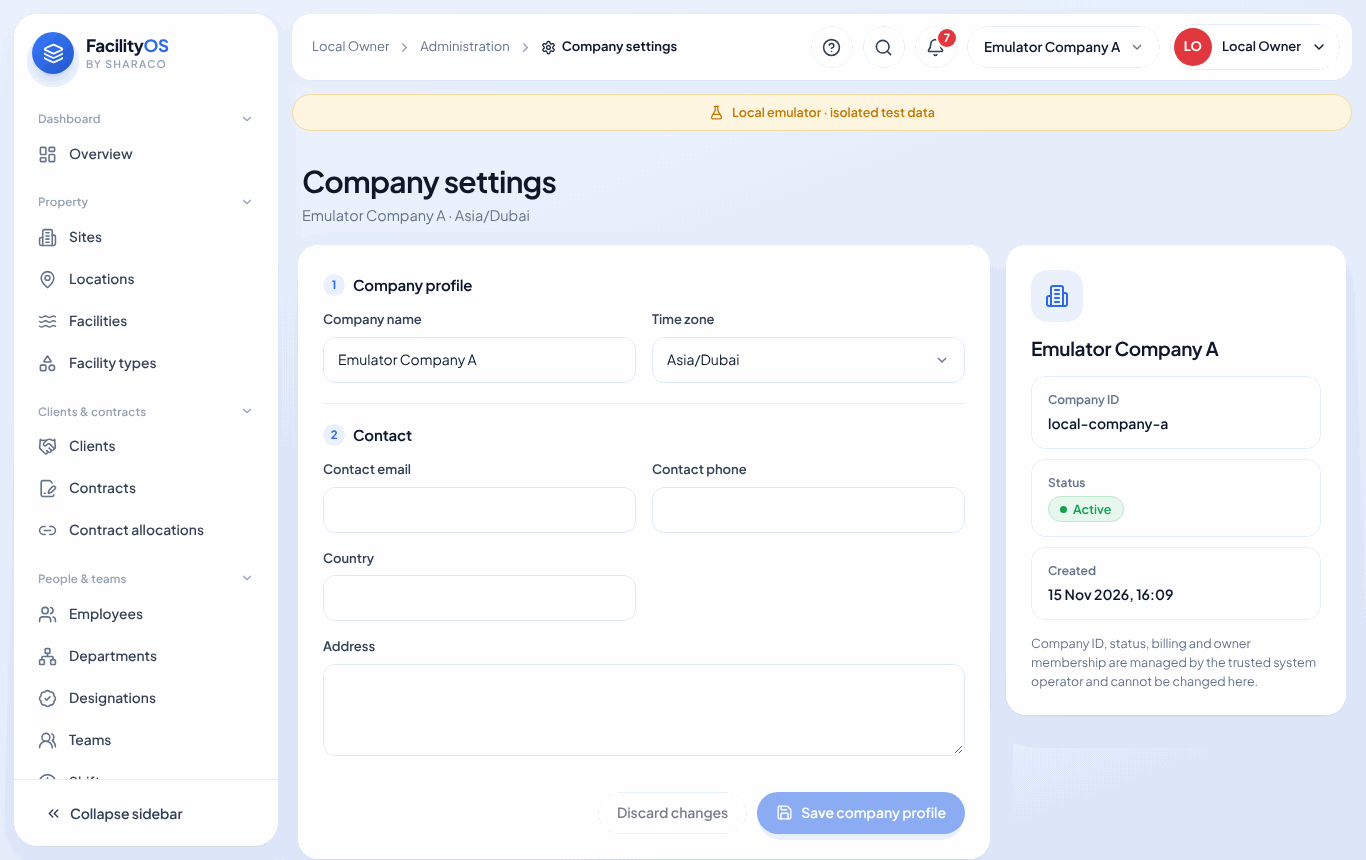 FacilityOS
BY SHARACO
Dashboard
Overview
Property
Sites
Locations
Facilities
Facility types
Clients & contracts
Clients
Contracts
Contract allocations
People & teams
Employees
Departments
Designations
Teams
Collapse sidebar
Local Owner
Administration
Company settings
7
Emulator Company A
LO
Local Owner
Local emulator · isolated test data
Company settings
Emulator Company A · Asia/Dubai
1 Company profile
Company name
Time zone
Emulator Company A
Asia/Dubai
2 Contact
Contact email
Contact phone
Country
Address
Discard changes
Save company profile
Emulator Company A
Company ID
local-company-a
Status
Active
Created
15 Nov 2026, 16:09
Company ID, status, billing and owner
membership are managed by the trusted system
operator and cannot be changed here.